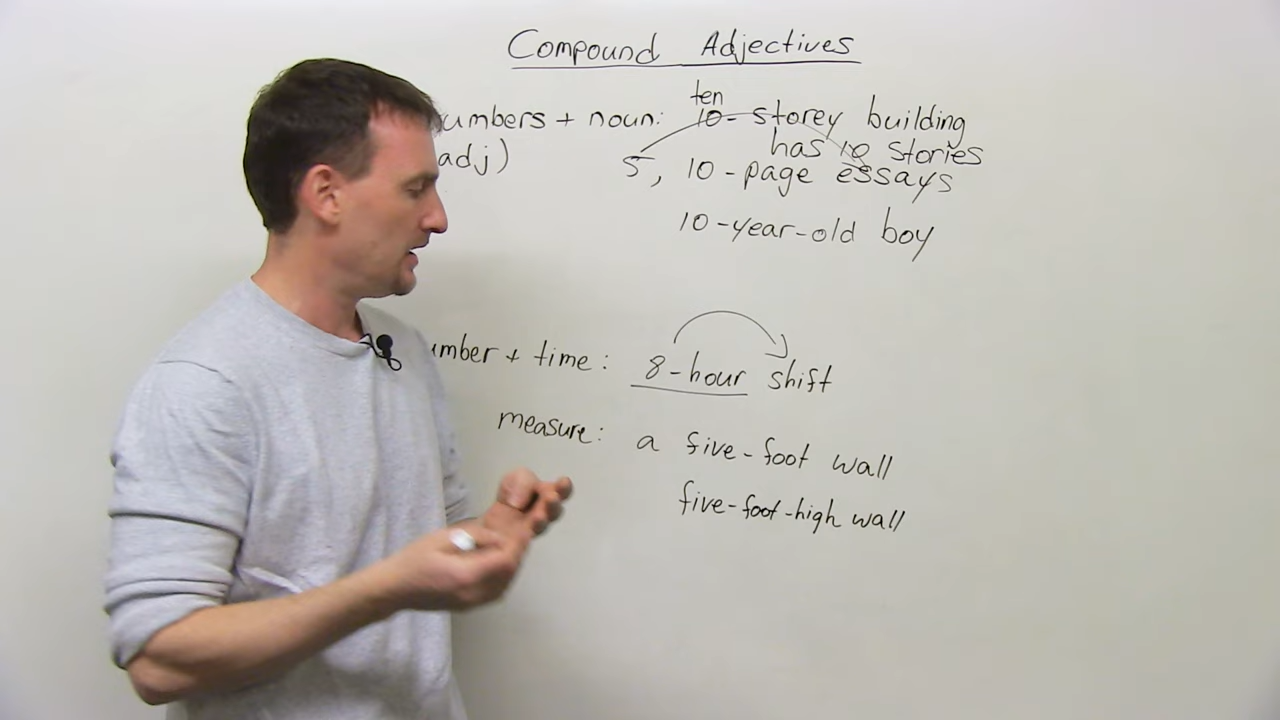 Compound Adjectives
ten
umbers + noun: 10-storey building
has 10 stories
adj) 5, 10-page essays
10-year-old boy
mber + time: 8-hour shift
measure: a five-foot wall
five-foot-high wall